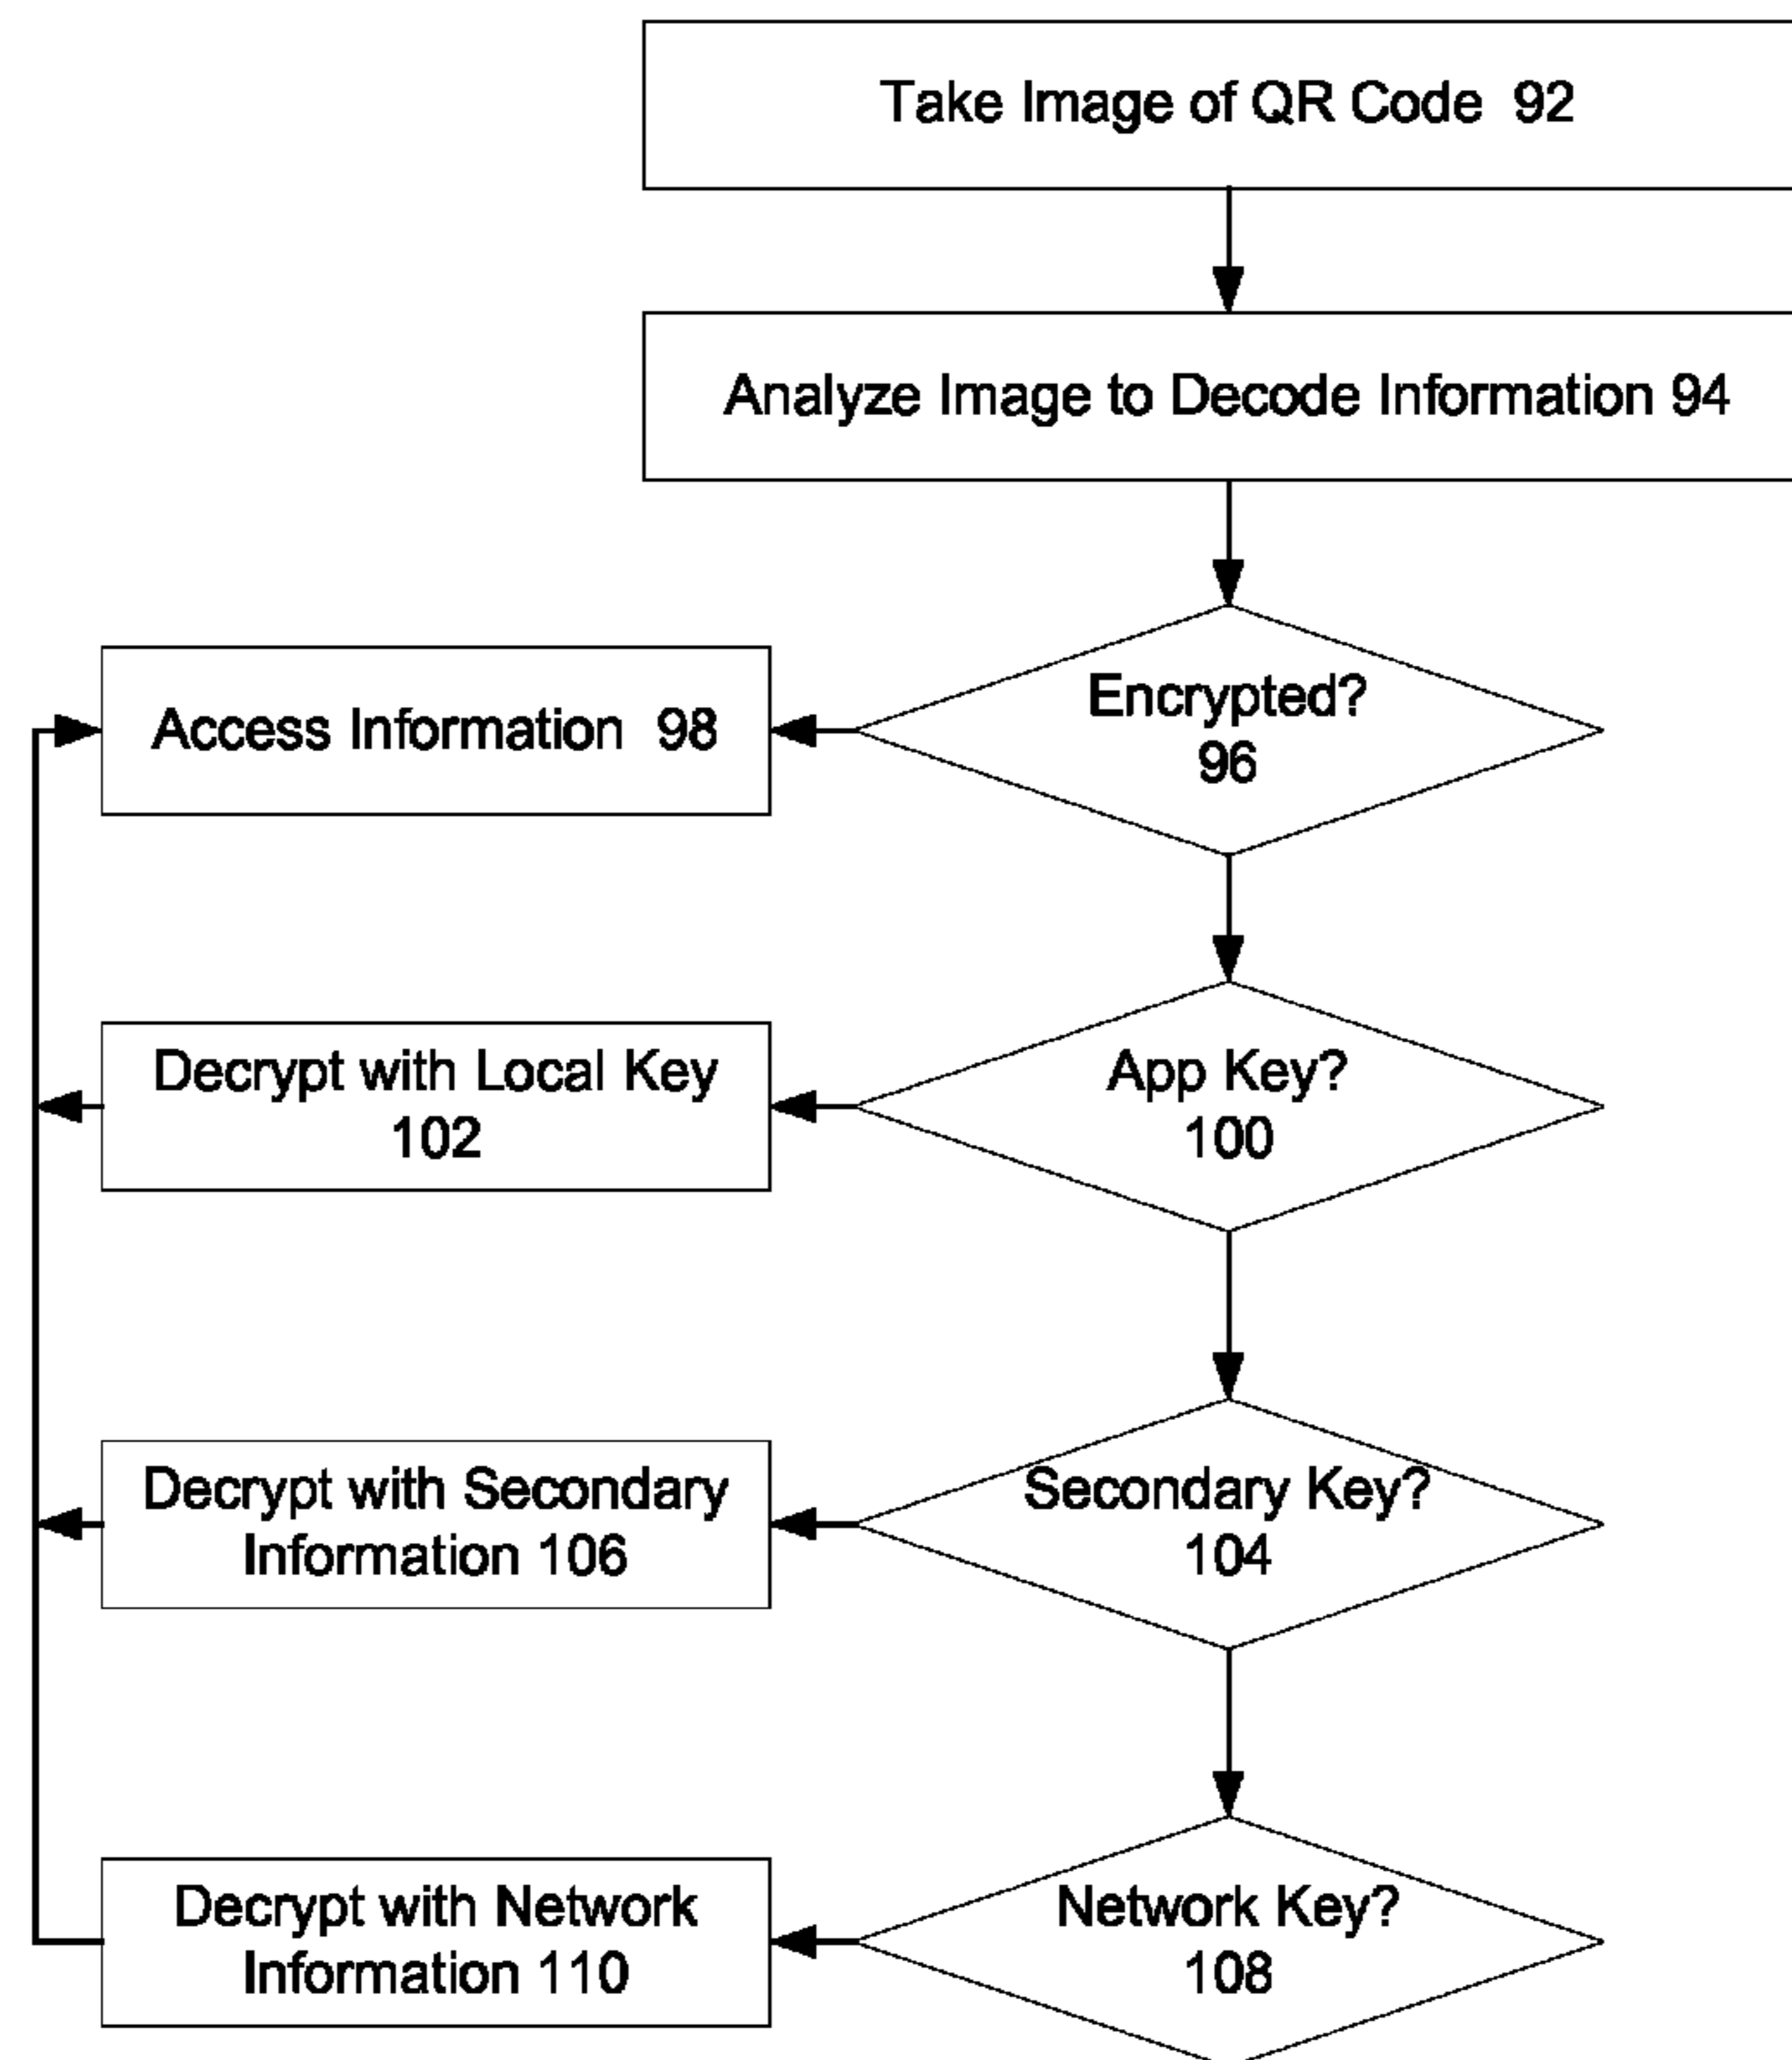 Take Image of QR Code 92
Analyze Image to Decode Information 94
Encrypted?
96
Access Information 98
App Key?
100
Decrypt with Local Key
102
Secondary Key?
104
Decrypt with Secondary
Information 106
Network Key?
108
Decrypt with Network
Information 110